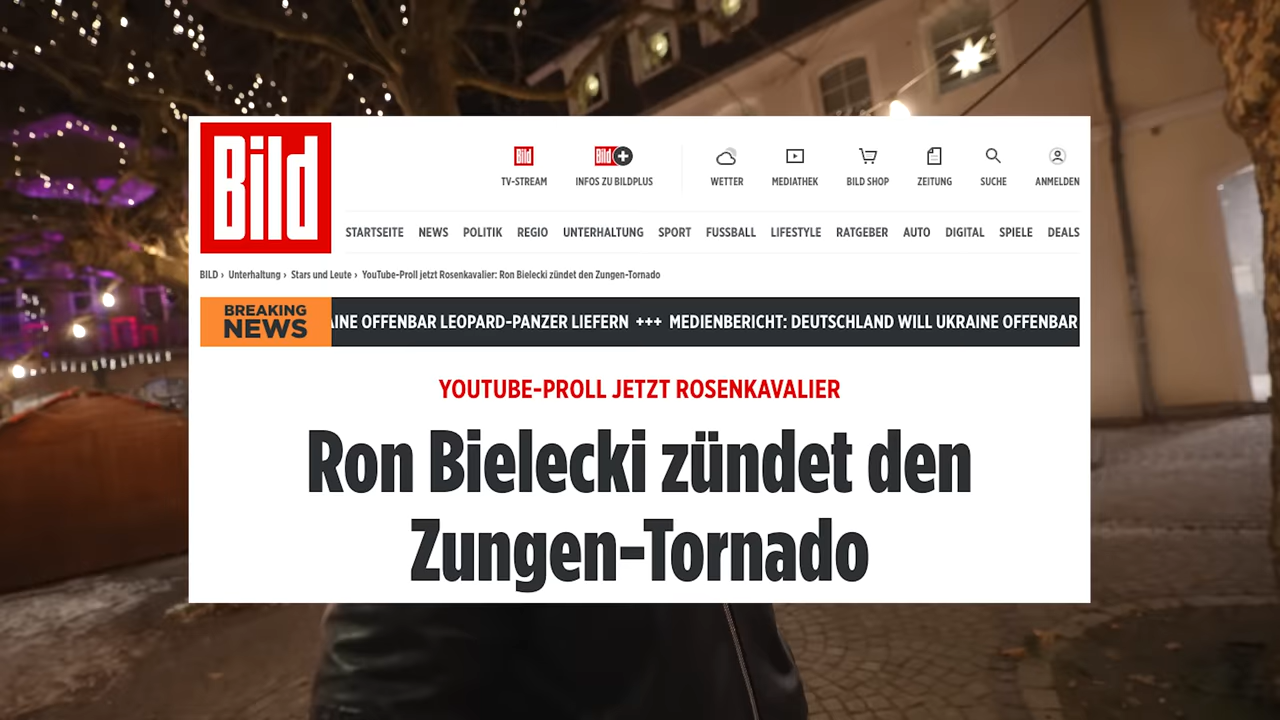 Bild
Bild Bild
TV-STREAM INFOS ZU BILDPLUS WETTER MEDIATHEK BILD SHOP ZEITUNG SUCHE ANMELDEN
STARTSEITE NEWS POLITIK REGIO UNTERHALTUNG SPORT FUSSBALL LIFESTYLE RATGEBER AUTO DIGITAL SPIELE DEALS
BILD › Unterhaltung › Stars und Leute › YouTube-Proll jetzt Rosenkavalier: Ron Bielecki zündet den Zungen-Tornado
BREAKING
NEWS
AINE OFFENBAR LEOPARD-PANZER LIEFERN +++ MEDIENBERICHT: DEUTSCHLAND WILL UKRAINE OFFENBAR
YOUTUBE-PROLL JETZT ROSENKAVALIER
Ron Bielecki zündet den
Zungen-Tornado